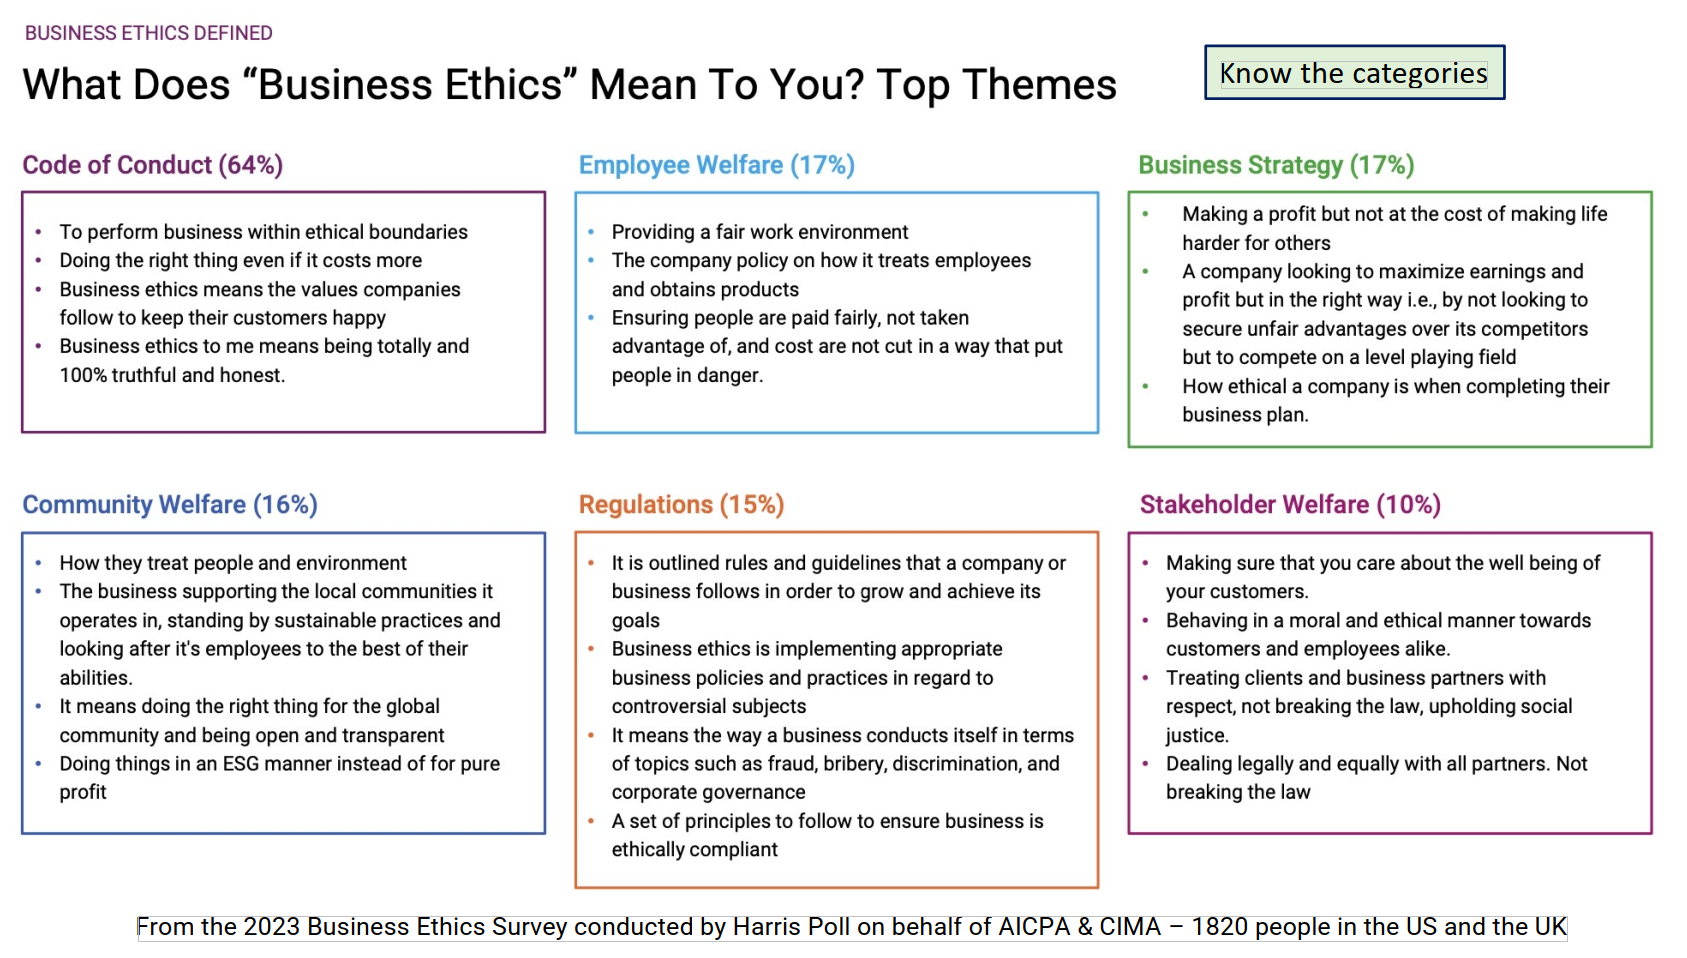 BUSINESS ETHICS DEFINED
What Does “Business Ethics” Mean To You? Top Themes
Know the categories
Code of Conduct (64%)
• To perform business within ethical boundaries
• Doing the right thing even if it costs more
• Business ethics means the values companies
follow to keep their customers happy
• Business ethics to me means being totally and
100% truthful and honest.
Employee Welfare (17%)
• Providing a fair work environment
• The company policy on how it treats employees
and obtains products
• Ensuring people are paid fairly, not taken
advantage of, and cost are not cut in a way that put
people in danger.
Business Strategy (17%)
• Making a profit but not at the cost of making life
harder for others
• A company looking to maximize earnings and
profit but in the right way i.e., by not looking to
secure unfair advantages over its competitors
but to compete on a level playing field
• How ethical a company is when completing their
business plan.
Community Welfare (16%)
• How they treat people and environment
• The business supporting the local communities it
operates in, standing by sustainable practices and
looking after it's employees to the best of their
abilities.
• It means doing the right thing for the global
community and being open and transparent
• Doing things in an ESG manner instead of for pure
profit
Regulations (15%)
• It is outlined rules and guidelines that a company or
business follows in order to grow and achieve its
goals
• Business ethics is implementing appropriate
business policies and practices in regard to
controversial subjects
• It means the way a business conducts itself in terms
of topics such as fraud, bribery, discrimination, and
corporate governance
• A set of principles to follow to ensure business is
ethically compliant
Stakeholder Welfare (10%)
• Making sure that you care about the well being of
your customers.
• Behaving in a moral and ethical manner towards
customers and employees alike.
• Treating clients and business partners with
respect, not breaking the law, upholding social
justice.
• Dealing legally and equally with all partners. Not
breaking the law
From the 2023 Business Ethics Survey conducted by Harris Poll on behalf of AICPA & CIMA – 1820 people in the US and the UK